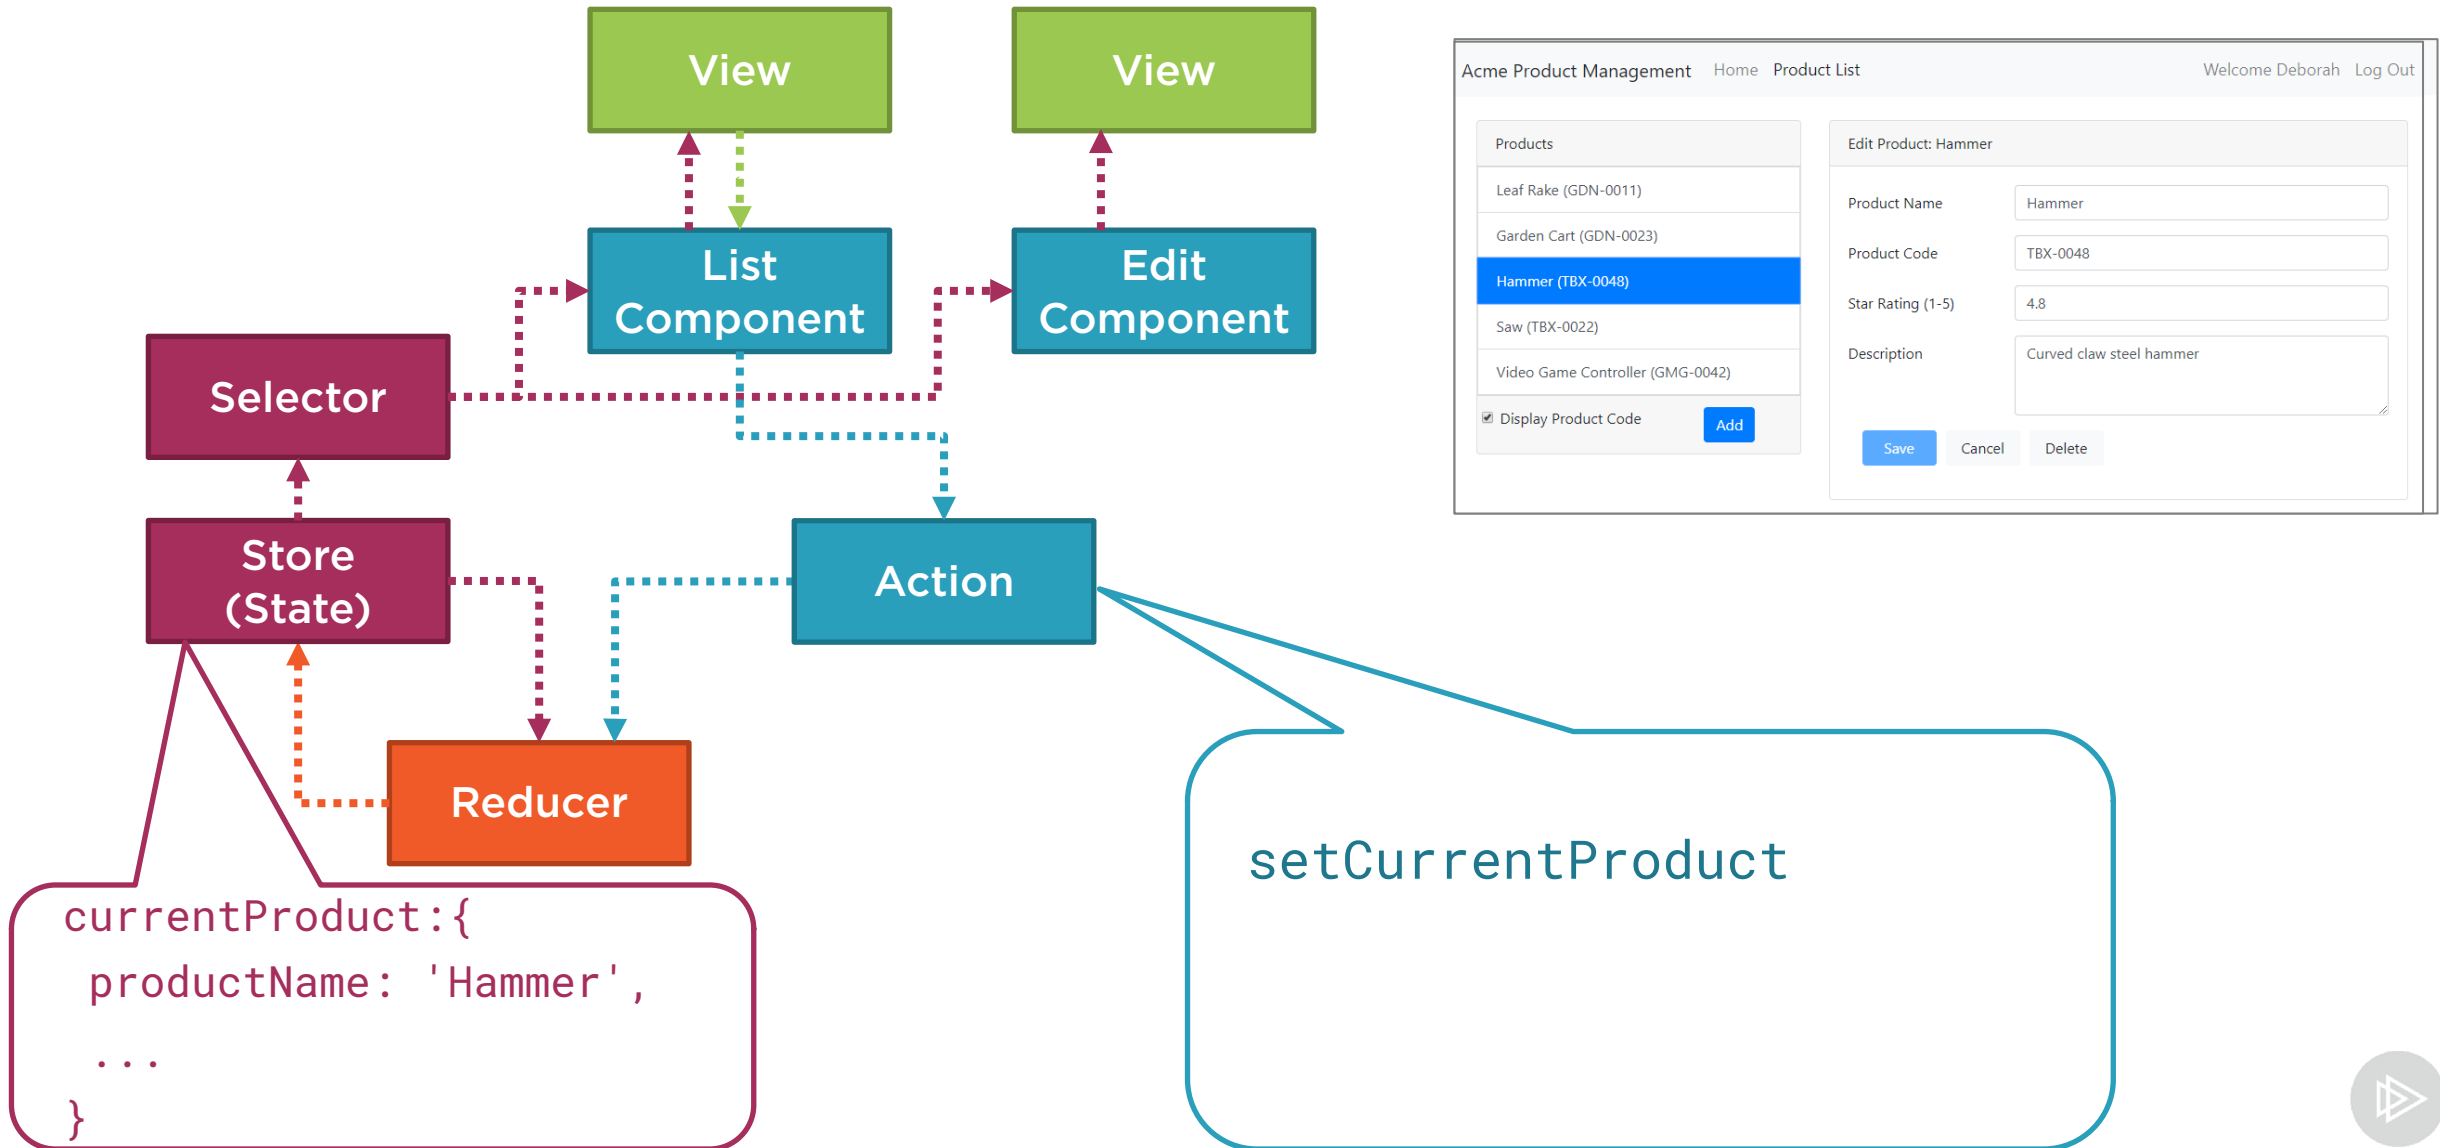 View
View
List
Component
Edit
Component
Selector
Store
(State)
Action
Reducer
currentProduct:{
productName: 'Hammer',
...
}
setCurrentProduct
Acme Product Management Home Product List Welcome Deborah Log Out
Products
Leaf Rake (GDN-0011)
Garden Cart (GDN-0023)
Hammer (TBX-0048)
Saw (TBX-0022)
Video Game Controller (GMG-0042)
Display Product Code Add
Edit Product: Hammer
Product Name Hammer
Product Code TBX-0048
Star Rating (1-5) 4.8
Description Curved claw steel hammer
Save Cancel Delete